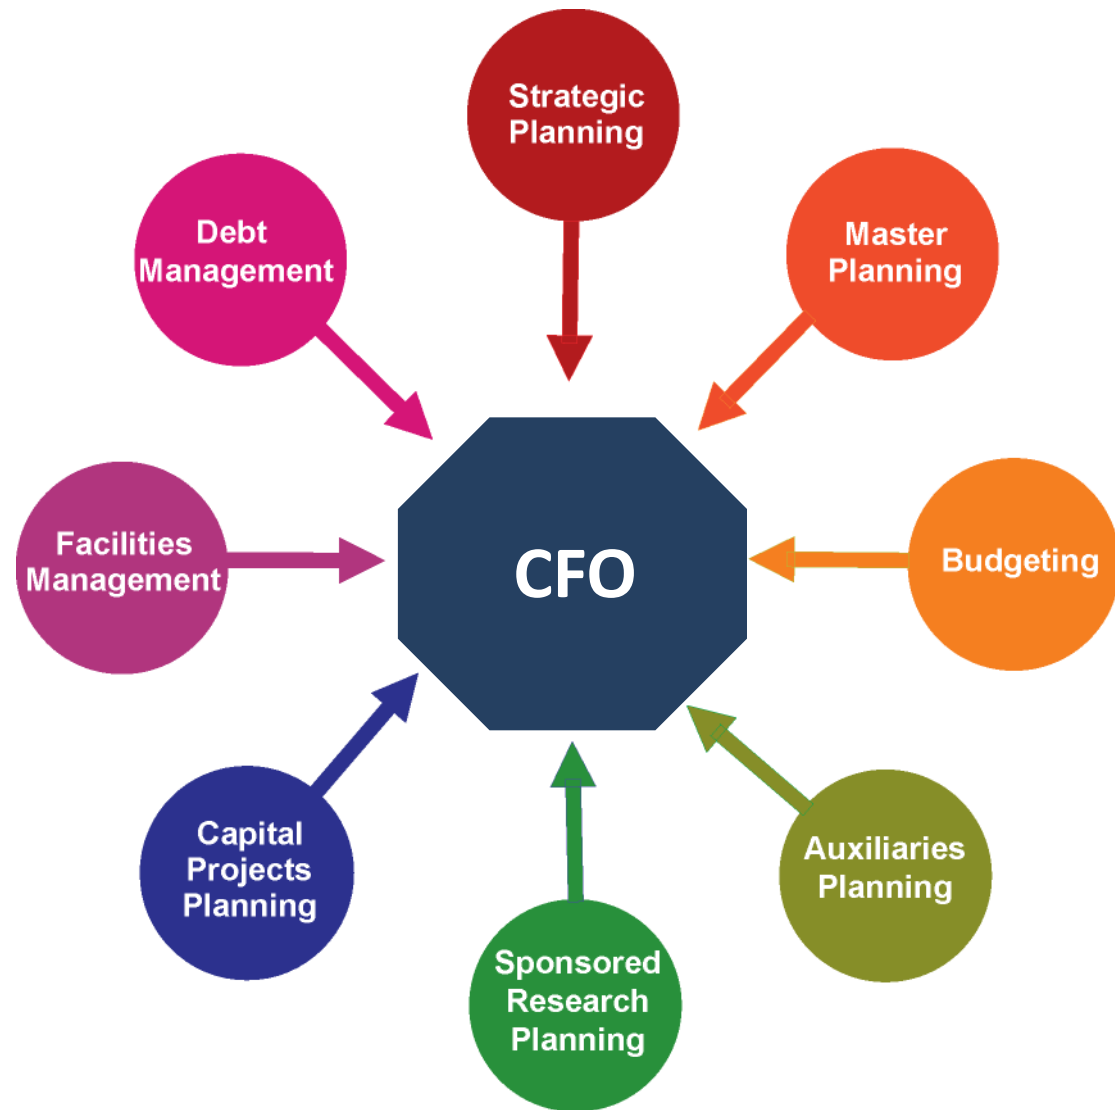 Strategic
Planning
Master
Planning
Budgeting
Auxiliaries
Planning
Sponsored
Research
Planning
Capital
Projects
Planning
Facilities
Management
Debt
Management
CFO